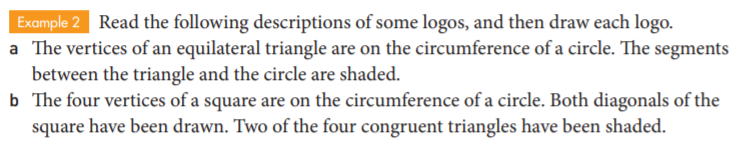 Example 2 Read the following descriptions of some logos, and then draw each logo.
a The vertices of an equilateral triangle are on the circumference of a circle. The segments
between the triangle and the circle are shaded.
b The four vertices of a square are on the circumference of a circle. Both diagonals of the
square have been drawn. Two of the four congruent triangles have been shaded.